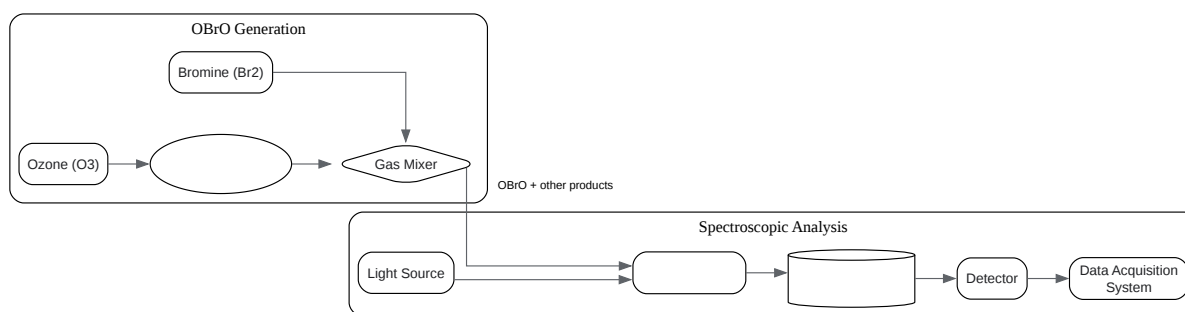 OBrO Generation
Bromine (Br2)
Ozone (O3)
Gas Mixer
OBrO + other products
Spectroscopic Analysis
Light Source
Detector
Data Acquisition
System